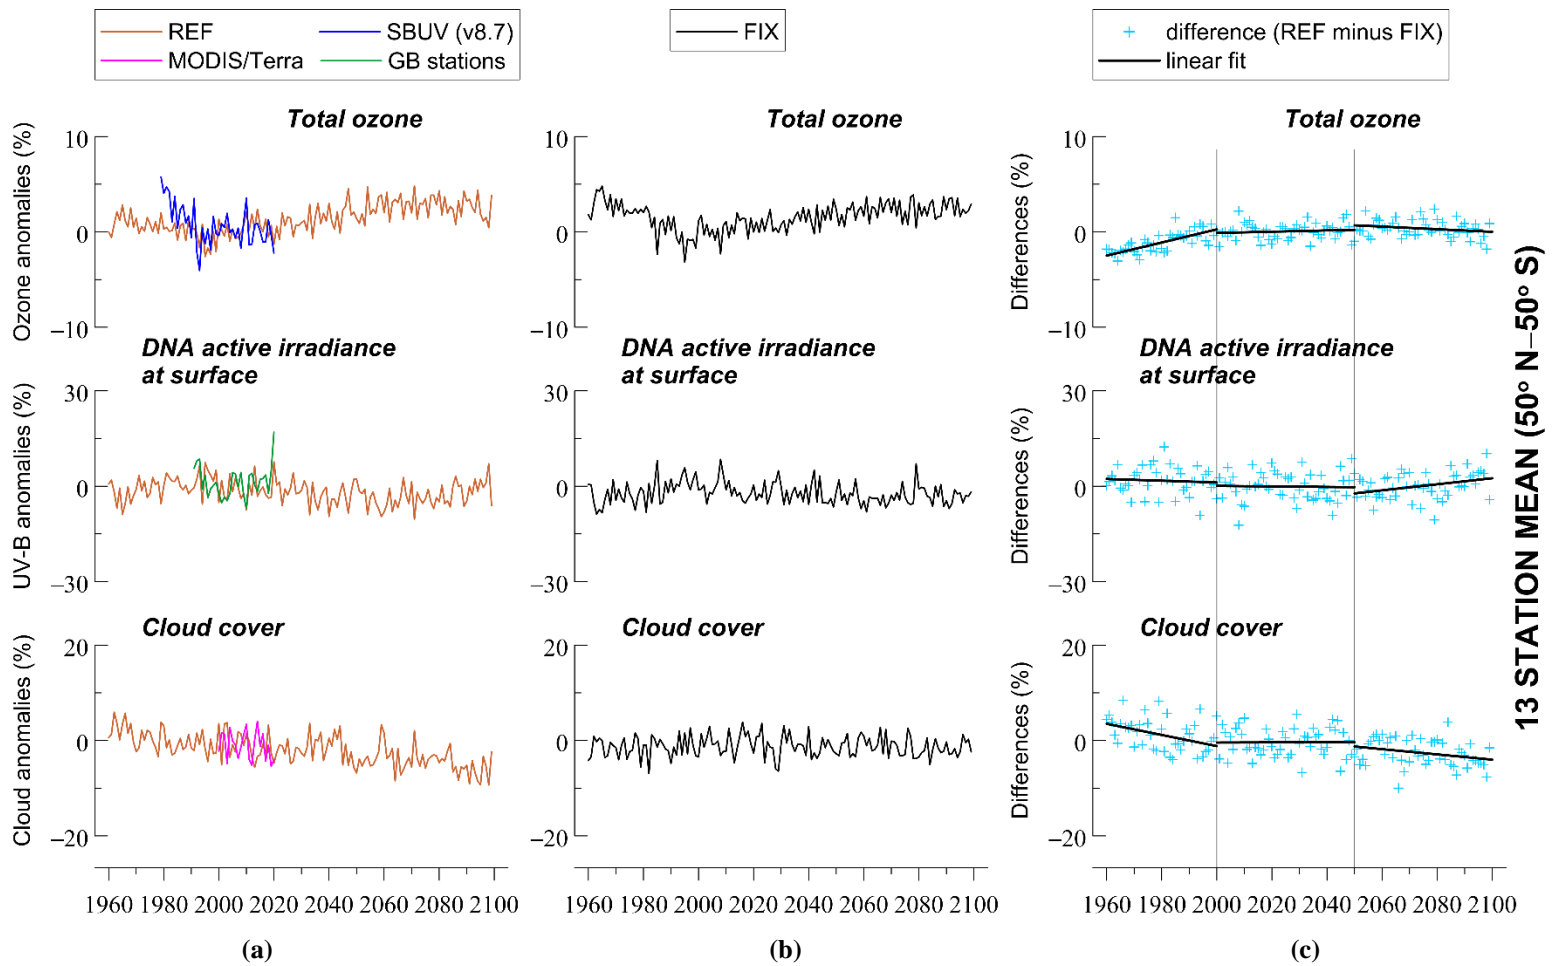 REF
SBUV (v8.7)
MODIS/Terra
GB stations
FIX
difference (REF minus FIX)
linear fit
Total ozone
Total ozone
Total ozone
Ozone anomalies (%)
10
0
−10
10
0
−10
Differences (%)
10
0
−10
DNA active irradiance
at surface
DNA active irradiance
at surface
DNA active irradiance
at surface
UV-B anomalies (%)
30
0
−30
30
0
−30
Differences (%)
30
0
−30
Cloud cover
Cloud cover
Cloud cover
Cloud anomalies (%)
20
0
−20
20
0
−20
Differences (%)
20
0
−20
1960 1980 2000 2020 2040 2060 2080 2100
1960 1980 2000 2020 2040 2060 2080 2100
1960 1980 2000 2020 2040 2060 2080 2100
(a)
(b)
(c)
13 STATION MEAN (50° N−50° S)